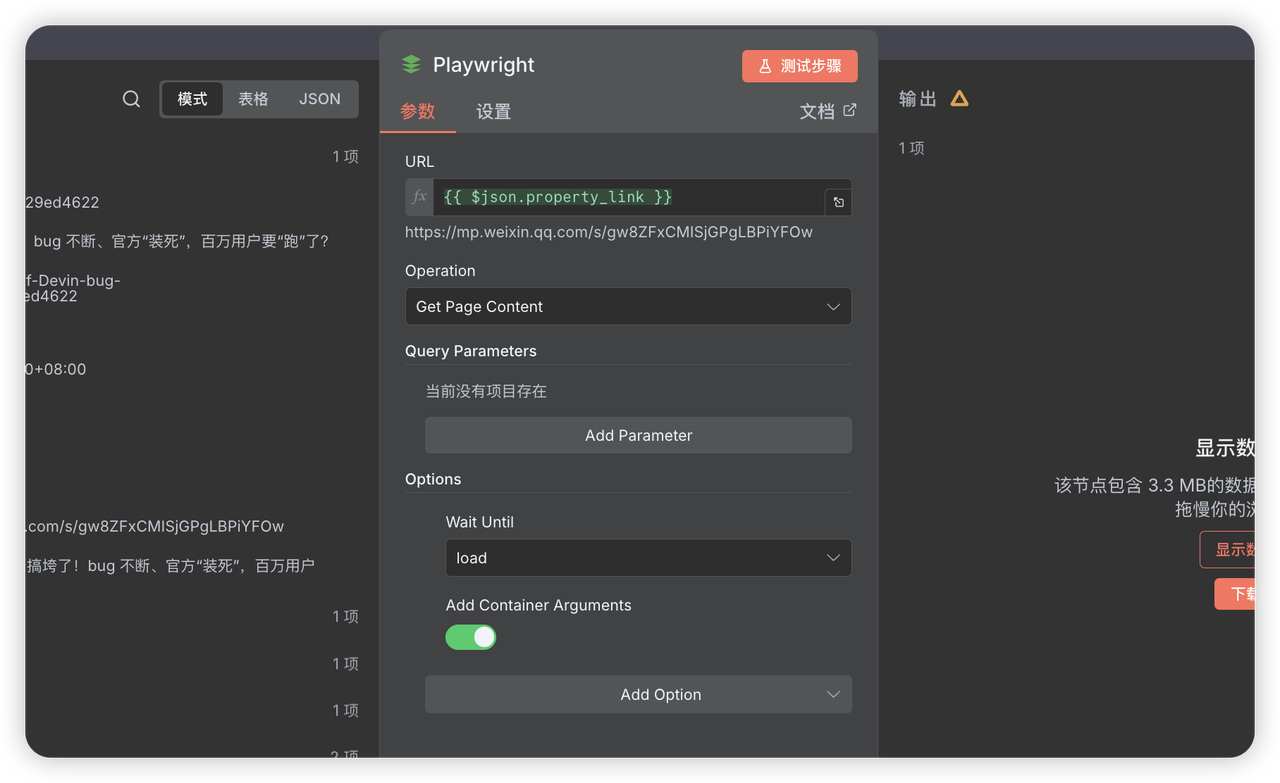 Playwright
测试步骤
模式
表格
JSON
参数
设置
文档
输出
1 项
1 项
29ed4622
bug 不断、官方“装死”，百万用户要“跑”了？
f-Devin-bug-
ed4622
0+08:00
.com/s/gw8ZFxCMISjGPgLBPiYFOw
搞垮了！bug 不断、官方“装死”，百万用户
1 项
1 项
1 项
2 项
URL
fx
{{ $json.property_link }}
https://mp.weixin.qq.com/s/gw8ZFxCMISjGPgLBPiYFOw
Operation
Get Page Content
Query Parameters
当前没有项目存在
Add Parameter
Options
Wait Until
load
Add Container Arguments
Add Option
显示数
该节点包含 3.3 MB的数据
拖慢你的浏
显示数
下载